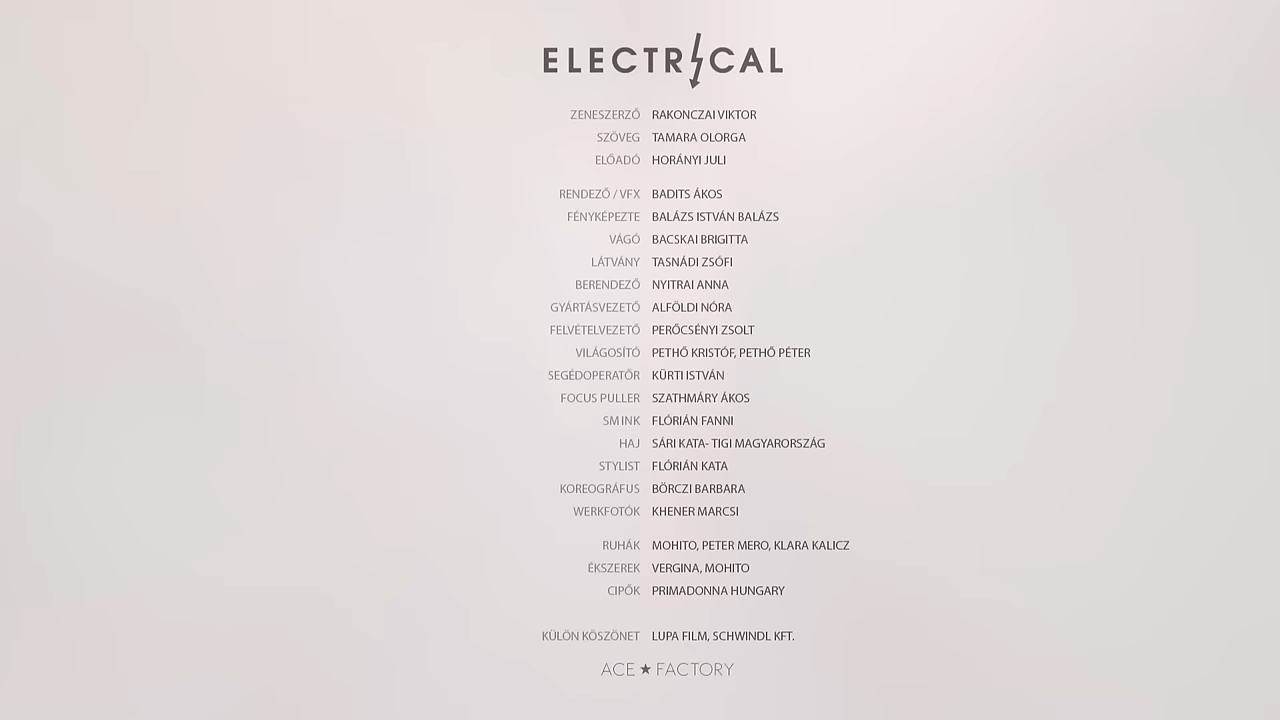 ELECTRICAL
ZENESZERZŐ RAKONCZAI VIKTOR
SZÖVEG TAMARA OLORGA
ELŐADÓ HORÁNYI JULI
RENDEZŐ / VFX BADITS ÁKOS
FÉNYKÉPEZTE BALÁZS ISTVÁN BALÁZS
VÁGÓ BACSKAI BRIGITTA
LÁTVÁNY TASNÁDI ZSÓFI
BERENDEZŐ NYITRAI ANNA
GYÁRTÁSVEZETŐ ALFÖLDI NÓRA
FELVÉTELVEZETŐ PERŐCSÉNYI ZSOLT
VILÁGOSÍTÓ PETHŐ KRISTÓF, PETHŐ PÉTER
SEGÉDOPERATŐR KÜRTI ISTVÁN
FOCUS PULLER SZATHMÁRY ÁKOS
SMINK FLÓRIÁN FANNI
HAJ SÁRI KATA- TIGI MAGYARORSZÁG
STYLIST FLÓRIÁN KATA
KOREOGRÁFUS BÖRCZI BARBARA
WERKFOTÓK KHENER MARCSI
RUHÁK MOHITO, PETER MERO, KLARA KALICZ
ÉKSZEREK VERGINA, MOHITO
CIPŐK PRIMADONNA HUNGARY
KÜLÖN KÖSZÖNET LUPA FILM, SCHWINDL KFT.
ACE ★ FACTORY